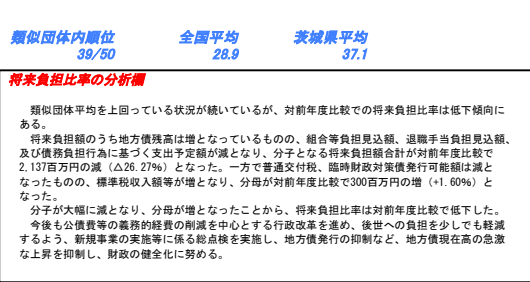 類似団体内順位 全国平均 茨城県平均
39/50 28.9 37.1
将来負担比率の分析欄
類似団体平均を上回っている状況が続いているが、対前年度比較での将来負担比率は低下傾向に
ある。
将来負担額のうち地方債残高は増となっているものの、組合等負担見込額、退職手当負担見込額、
及び債務負担行為に基づく支出予定額が減となり、分子となる将来負担額合計が対前年度比較で
2,137百万円の減（△26.27%）となった。一方で普通交付税、臨時財政対策債発行可能額は減と
なったものの、標準税収入額等が増となり、分母が対前年度比較で300百万円の増（+1.60%）と
なった。
分子が大幅に減となり、分母が増となったことから、将来負担比率は対前年度比較で低下した。
今後も公債費等の義務的経費の削減を中心とする行政改革を進め、後世への負担を少しでも軽減
するよう、新規事業の実施等に係る総点検を実施し、地方債発行の抑制など、地方債現在高の急激
な上昇を抑制し、財政の健全化に努める。